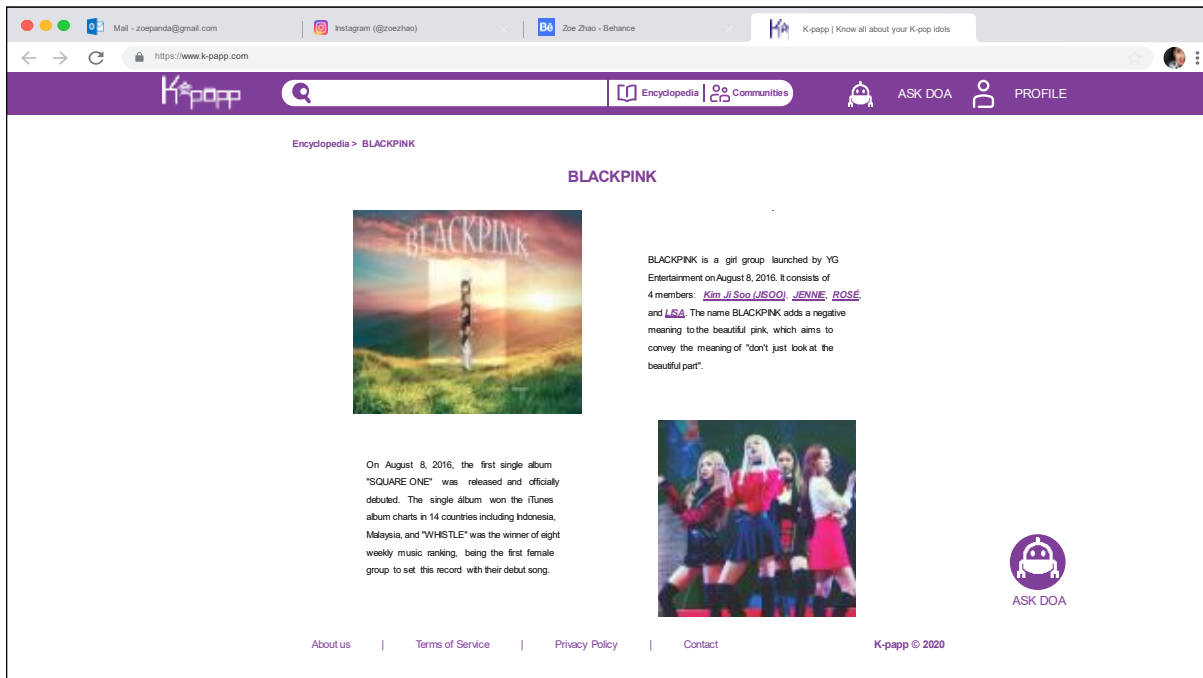 Mail - zoepanda@gmail.com
Instagram (@zoezhao)
Bē Zoe Zhao - Behance
K-papp | Know all about your K-pop idols
https://www.k-papp.com
K-papp
Encyclopedia | Communities
ASK DOA
PROFILE
Encyclopedia > BLACKPINK
BLACKPINK
BLACKPINK
BLACKPINK is a girl group launched by YG
Entertainment on August 8, 2016. It consists of
4 members: Kim Ji Soo (JISOO), JENNIE, ROSÉ,
and LISA. The name BLACKPINK adds a negative
meaning to the beautiful pink, which aims to
convey the meaning of "don't just look at the
beautiful part".
On August 8, 2016, the first single album
"SQUARE ONE" was released and officially
debuted. The single álbum won the iTunes
album charts in 14 countries including Indonesia,
Malaysia, and "WHISTLE" was the winner of eight
weekly music ranking, being the first female
group to set this record with their debut song.
ASK DOA
About us | Terms of Service | Privacy Policy | Contact
K-papp © 2020